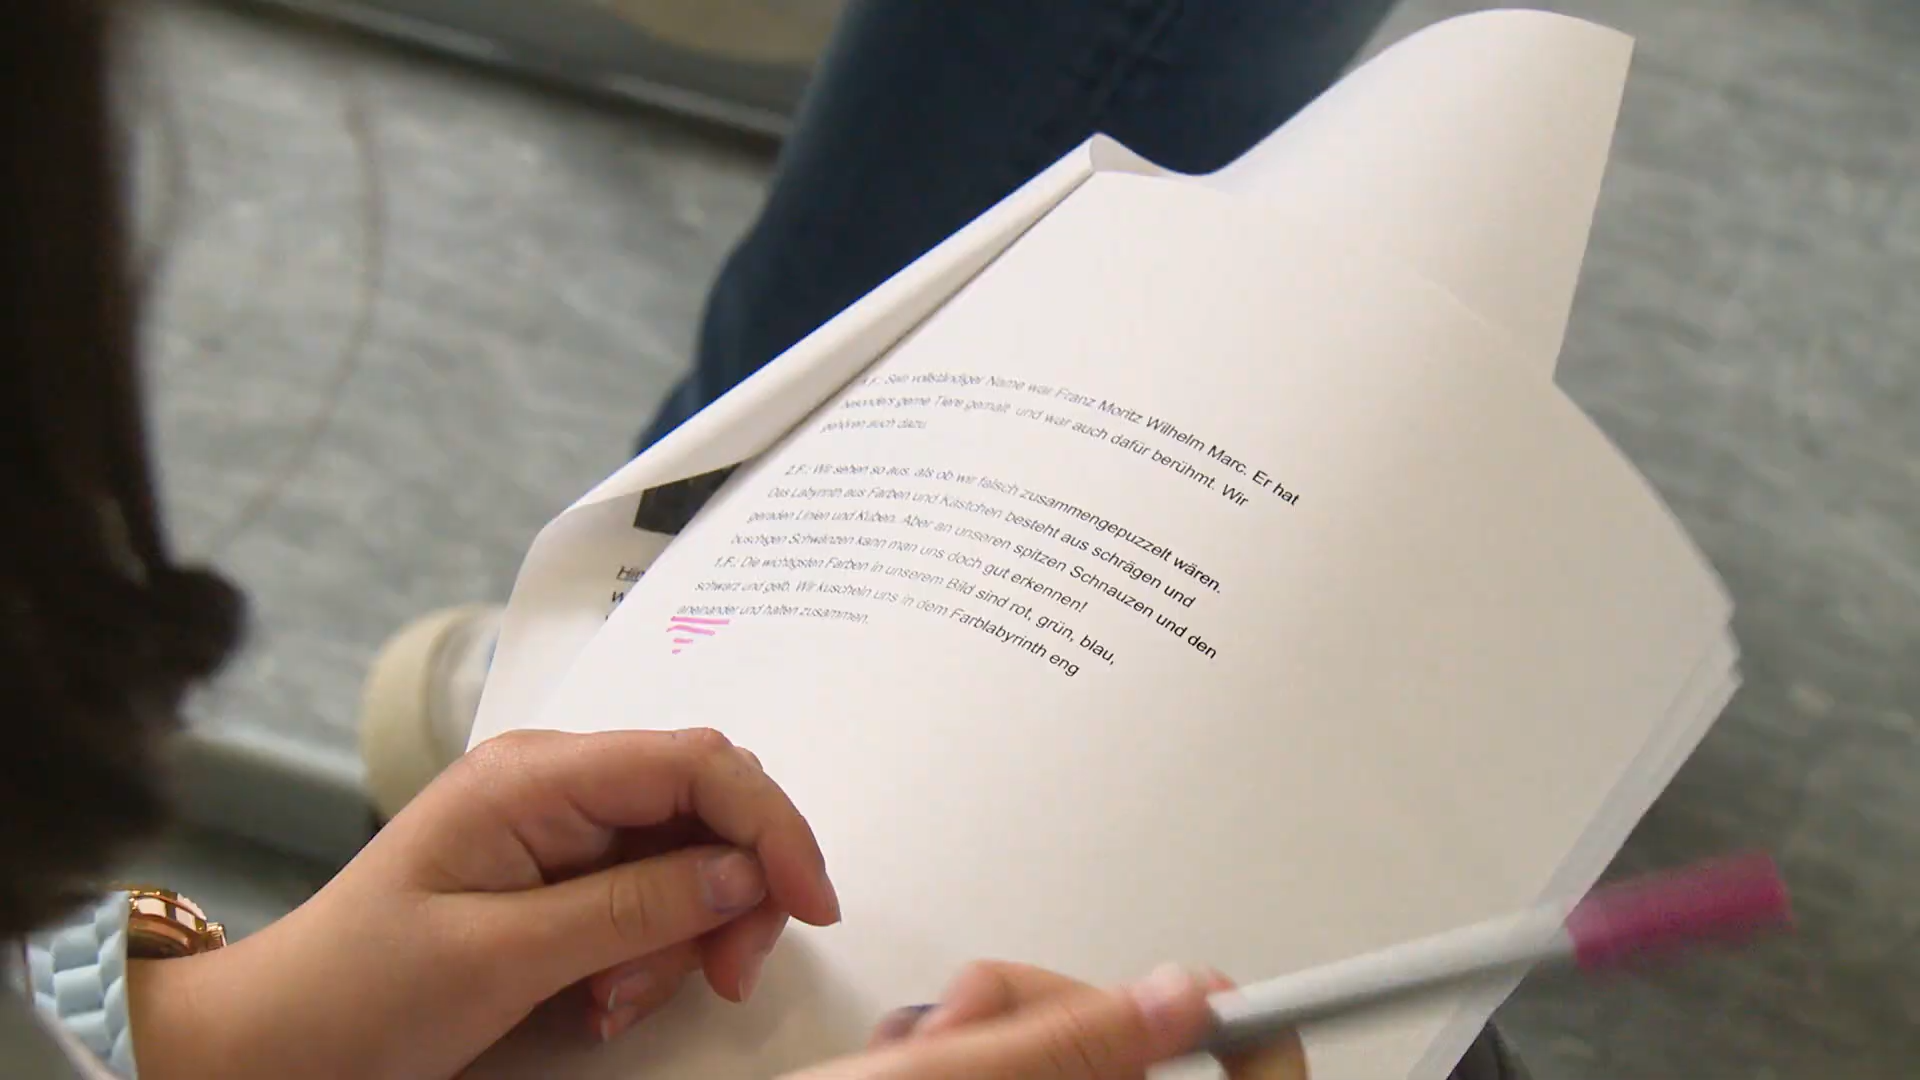 F.: Sein vollständiger Name war Franz Moritz Wilhelm Marc. Er hat
besonders gerne Tiere gemalt und war auch dafür berühmt. Wir
gehören auch dazu.
2.F.: Wir sehen so aus, als ob wir falsch zusammengepuzzelt wären.
Das Labyrinth aus Farben und Kästchen besteht aus schrägen und
geraden Linien und Kuben. Aber an unseren spitzen Schnauzen und den
buschigen Schwänzen kann man uns doch gut erkennen!
1.F.: Die wichtigsten Farben in unserem Bild sind rot, grün, blau,
schwarz und gelb. Wir kuscheln uns in dem Farblabyrinth eng
aneinander und halten zusammen.